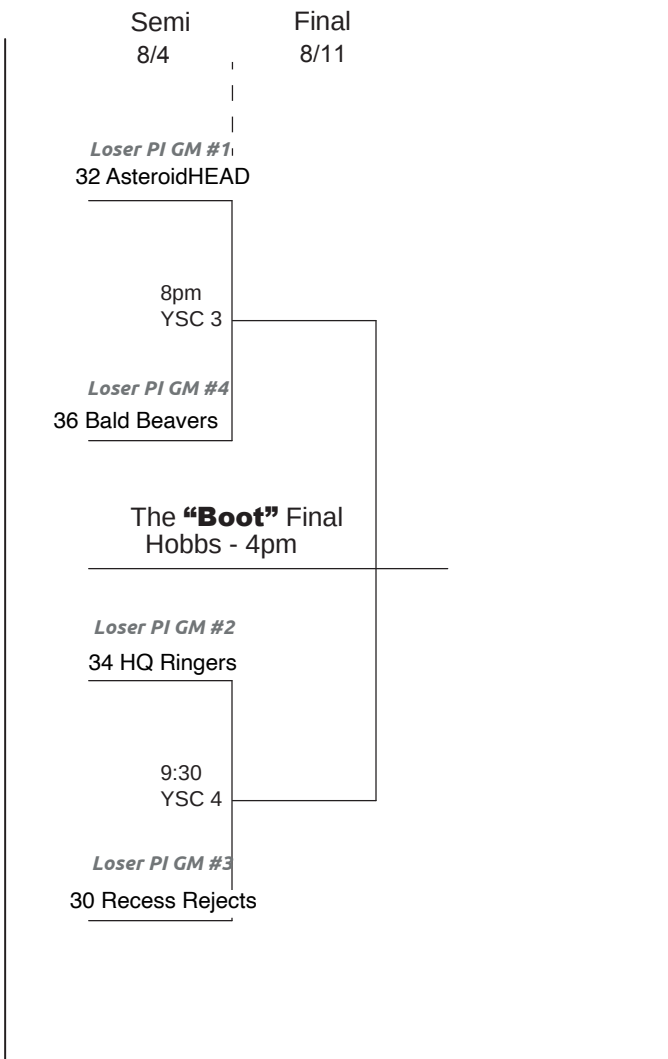 Semi Final
8/4 8/11
Loser PI GM #1
32 AsteroidHEAD
8pm
YSC 3
Loser PI GM #4
36 Bald Beavers
The “Boot” Final
Hobbs - 4pm
Loser PI GM #2
34 HQ Ringers
9:30
YSC 4
Loser PI GM #3
30 Recess Rejects